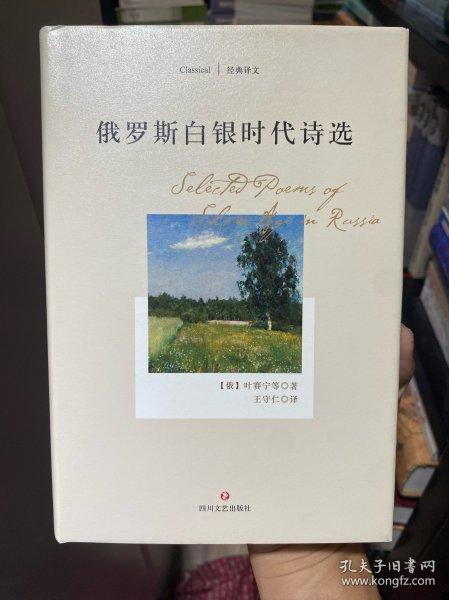 Classical | 经典译文
俄罗斯白银时代诗选
Selected Poems of
Silver Age in Russia
【俄】叶赛宁等◎著
王守仁◎译
四川文艺出版社
孔夫子旧书网
www.kongfz.com